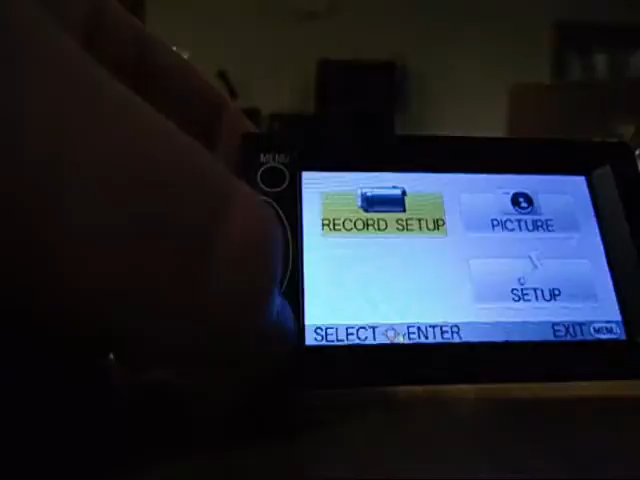 MENU
RECORD SETUP
PICTURE
SETUP
SELECT ENTER
EXIT MENU